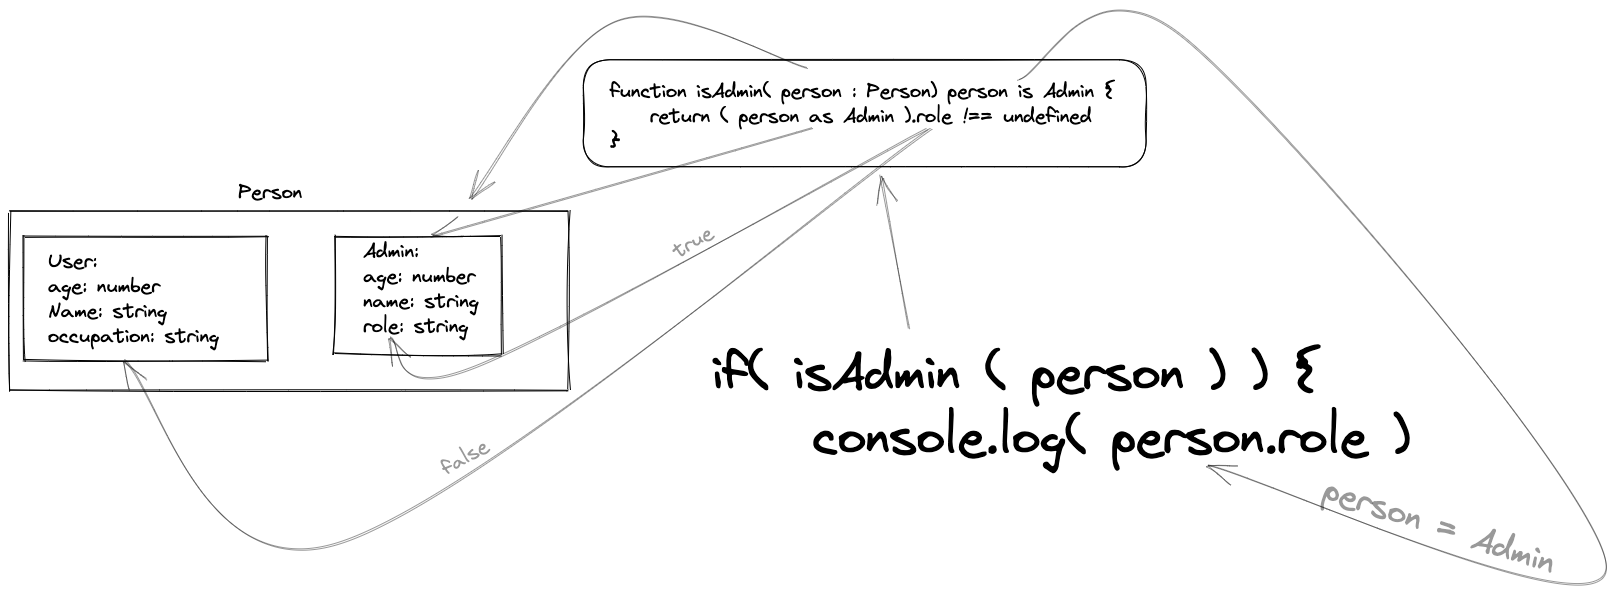 function isAdmin( person : Person) person is Admin {
return ( person as Admin ).role !== undefined
}
Person
User:
age: number
Name: string
occupation: string
Admin:
age: number
name: string
role: string
true
false
if( isAdmin ( person ) ) {
console.log( person.role )
person = Admin